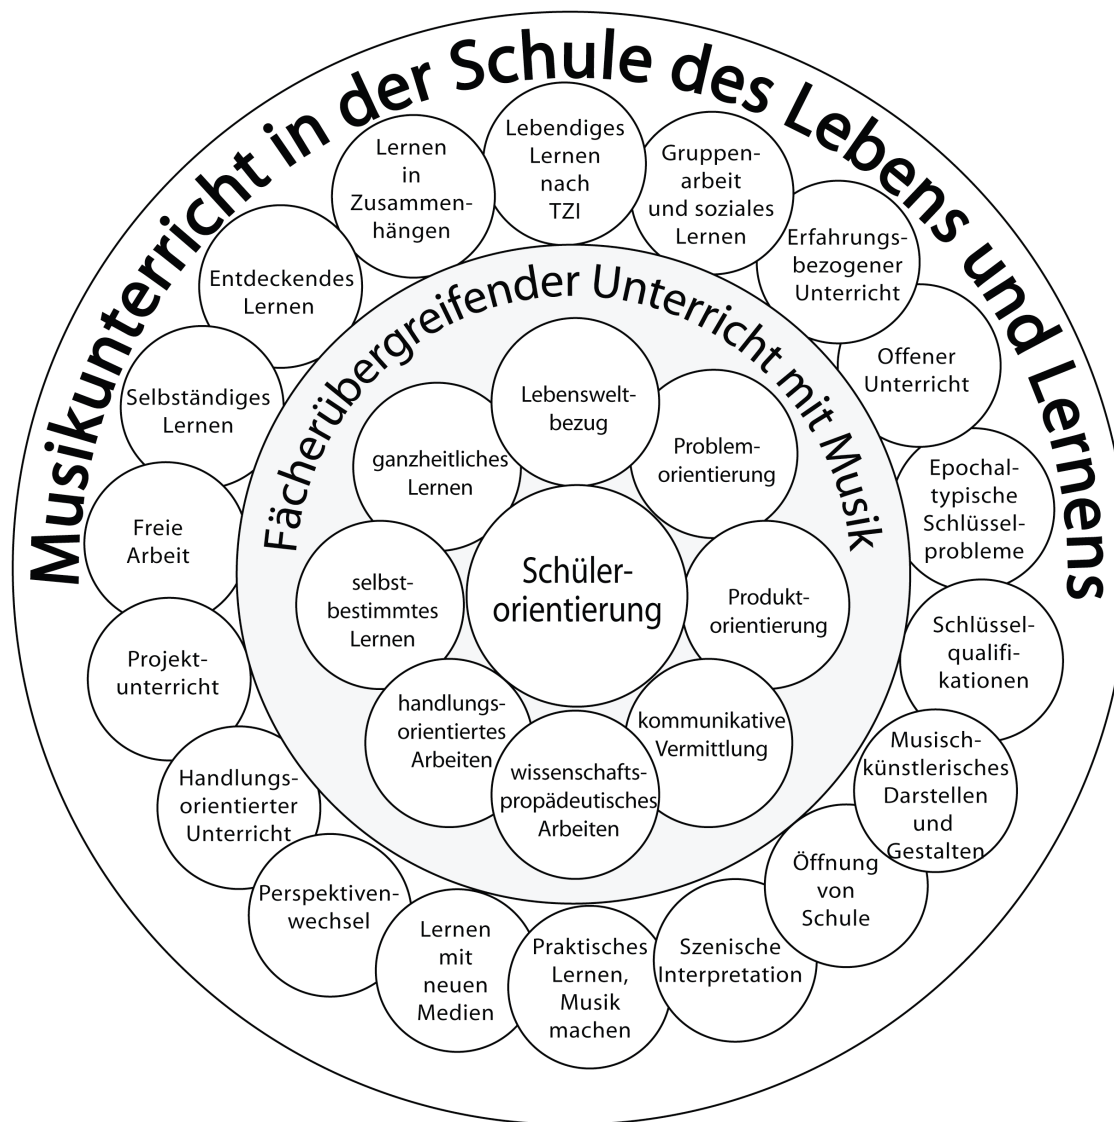 Musikunterricht in der Schule des Lebens und Lernens
Lebendiges
Lernen
nach
TZI
Gruppen-
arbeit
und soziales
Lernen
Erfahrungs-
bezogener
Unterricht
Offener
Unterricht
Epochal-
typische
Schlüssel-
probleme
Schlüssel-
qualifi-
kationen
Musisch-
künstlerisches
Darstellen
und
Gestalten
Öffnung
von
Schule
Szenische
Interpretation
Praktisches
Lernen,
Musik
machen
Lernen
mit
neuen
Medien
Perspektiven-
wechsel
Handlungs-
orientierter
Unterricht
Projekt-
unterricht
Freie
Arbeit
Selbständiges
Lernen
Entdeckendes
Lernen
Lernen
in
Zusammen-
hängen
Fächerübergreifender Unterricht mit Musik
Lebenswelt-
bezug
Problem-
orientierung
Produkt-
orientierung
kommunikative
Vermittlung
wissenschafts-
propädeutisches
Arbeiten
handlungs-
orientiertes
Arbeiten
selbst-
bestimmtes
Lernen
ganzheitliches
Lernen
Schüler-
orientierung